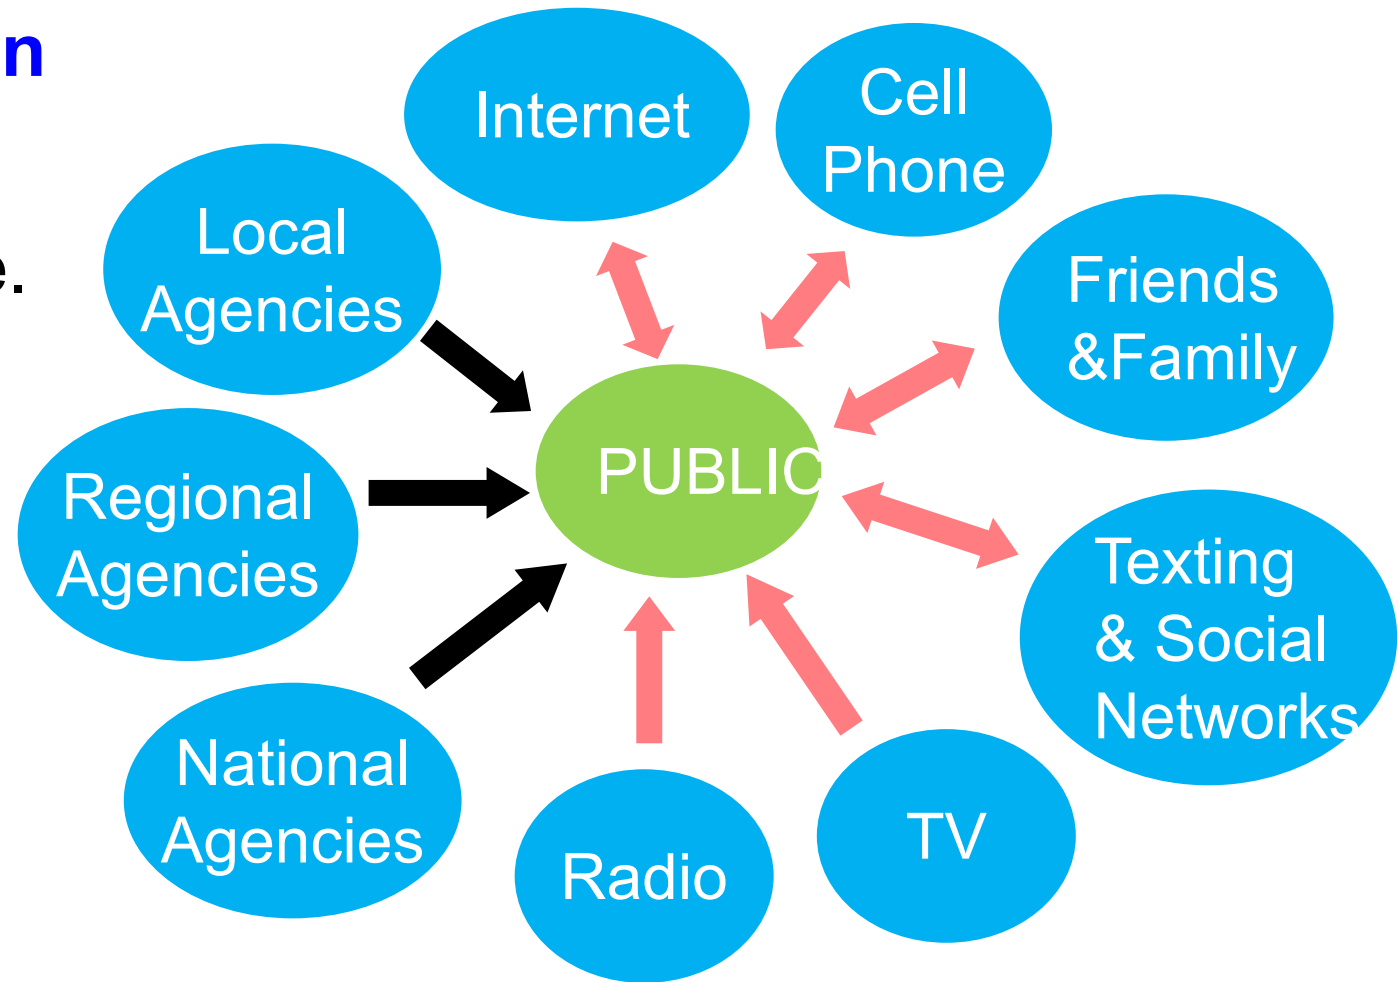 n
e.
Internet
Cell
Phone
Local
Agencies
Friends
&Family
PUBLIC
Regional
Agencies
Texting
& Social
Networks
National
Agencies
Radio
TV